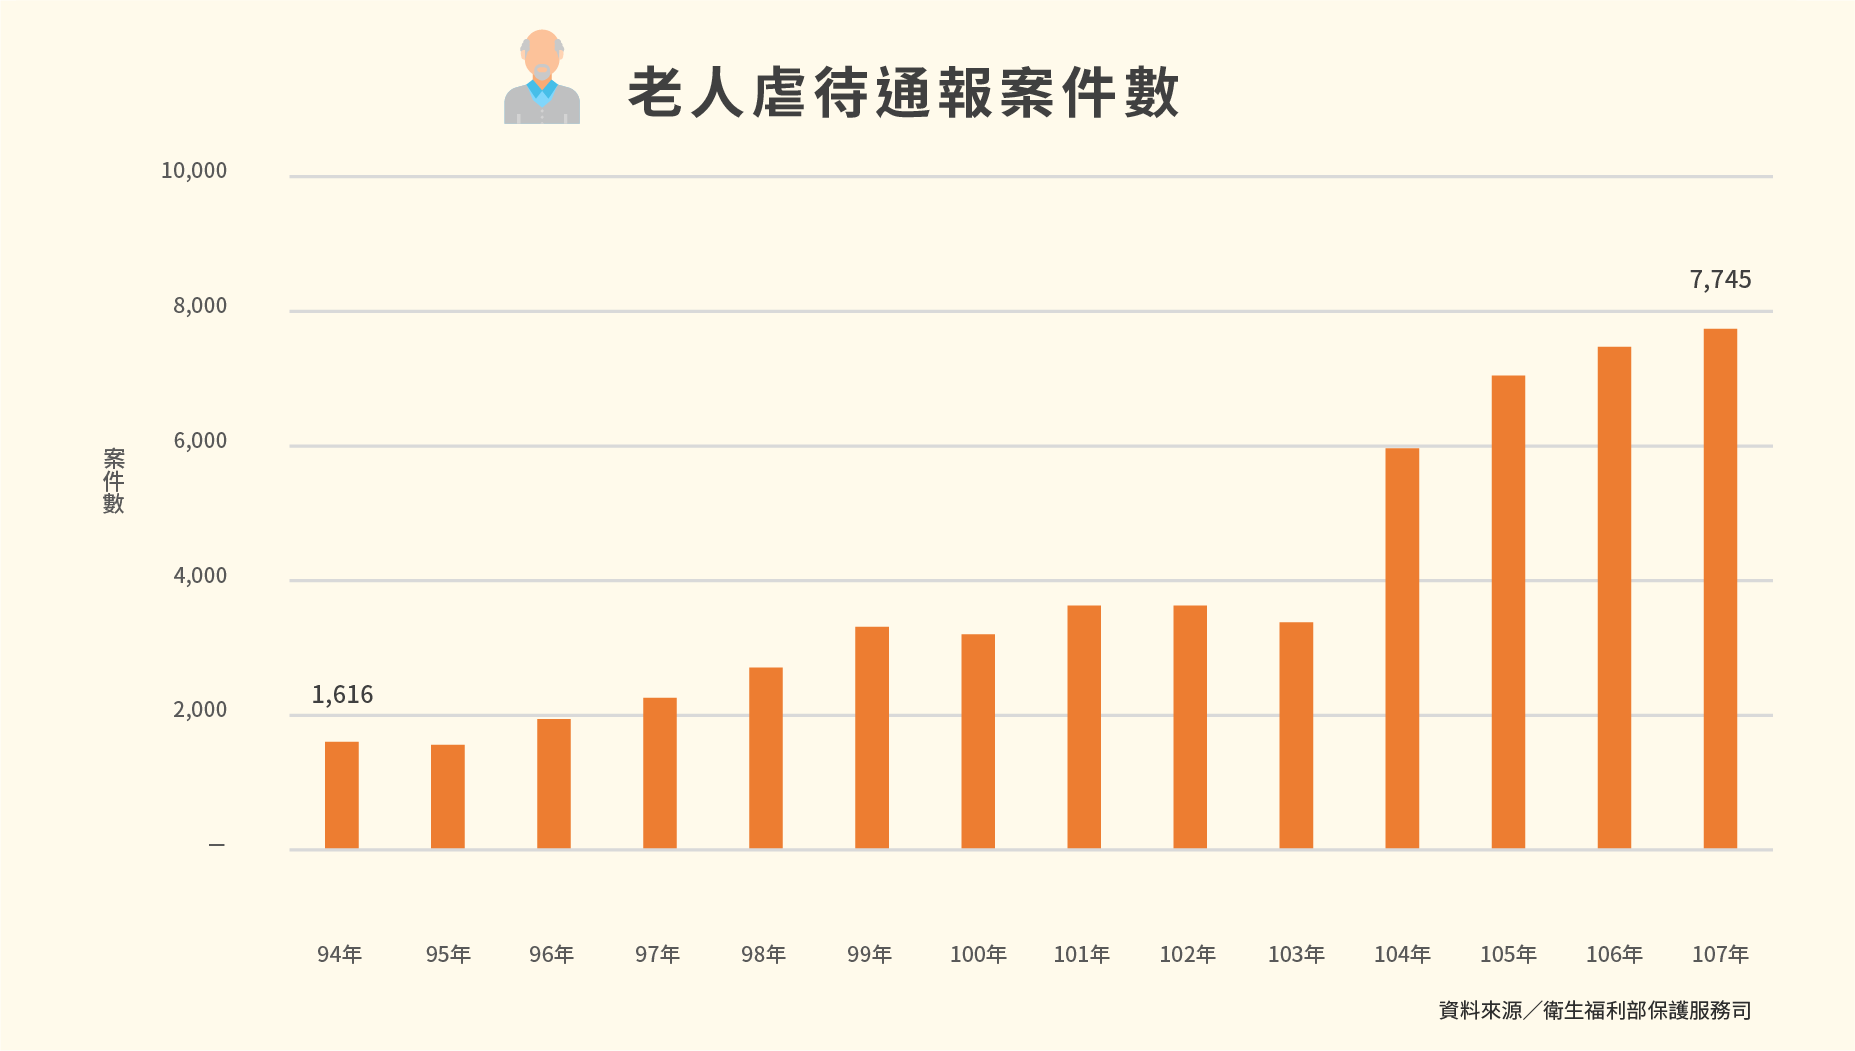 老人虐待通報案件數
10,000
7,745
8,000
6,000
案件數
4,000
1,616
2,000
—
94年 95年 96年 97年 98年 99年 100年 101年 102年 103年 104年 105年 106年 107年
資料來源／衛生福利部保護服務司